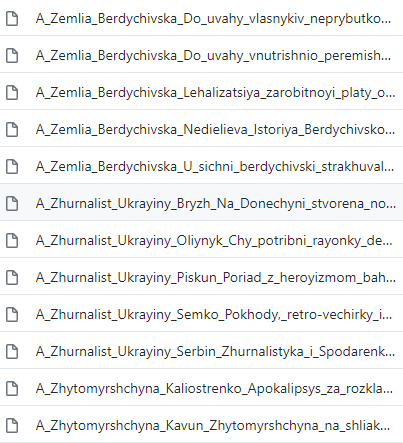 A_Zemlia_Berdychivska_Do_uvahy_vlasnykiv_neprybutko...
A_Zemlia_Berdychivska_Do_uvahy_vnutrishnio_peremish...
A_Zemlia_Berdychivska_Lehalizatsiya_zarobitnoyi_platy_o...
A_Zemlia_Berdychivska_Nedielieva_Istoriya_Berdychivsko...
A_Zemlia_Berdychivska_U_sichni_berdychivski_strakhuval...
A_Zhurnalist_Ukrayiny_Bryzh_Na_Donechyni_stvorena_no...
A_Zhurnalist_Ukrayiny_Oliynyk_Chy_potribni_rayonky_de...
A_Zhurnalist_Ukrayiny_Piskun_Poriad_z_heroyizmom_bah...
A_Zhurnalist_Ukrayiny_Semko_Pokhody,_retro-vechirky_i...
A_Zhurnalist_Ukrayiny_Serbin_Zhurnalistyka_i_Spodarenk...
A_Zhytomyrshchyna_Kaliostrenko_Apokalipsys_za_rozkla...
A_Zhytomyrshchyna_Kavun_Zhytomyrshchyna_na_shliak...